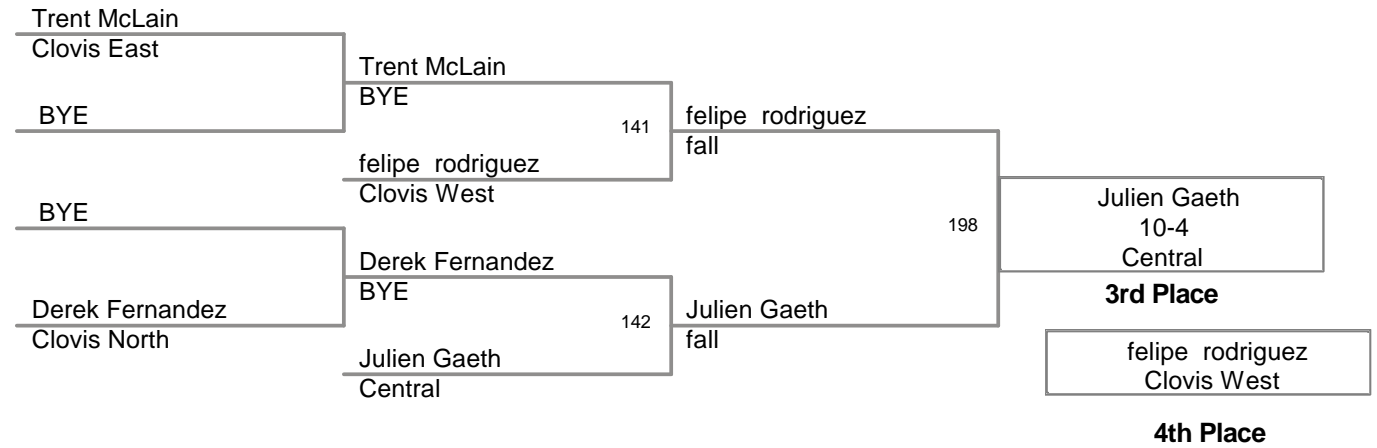 Trent McLain
Clovis East
Trent McLain
BYE
BYE
141
felipe  rodriguez
fall
felipe  rodriguez
Clovis West
BYE
198
Julien Gaeth
10-4
Central
3rd Place
Derek Fernandez
BYE
Derek Fernandez
Clovis North
142
Julien Gaeth
fall
Julien Gaeth
Central
felipe  rodriguez
Clovis West
4th Place